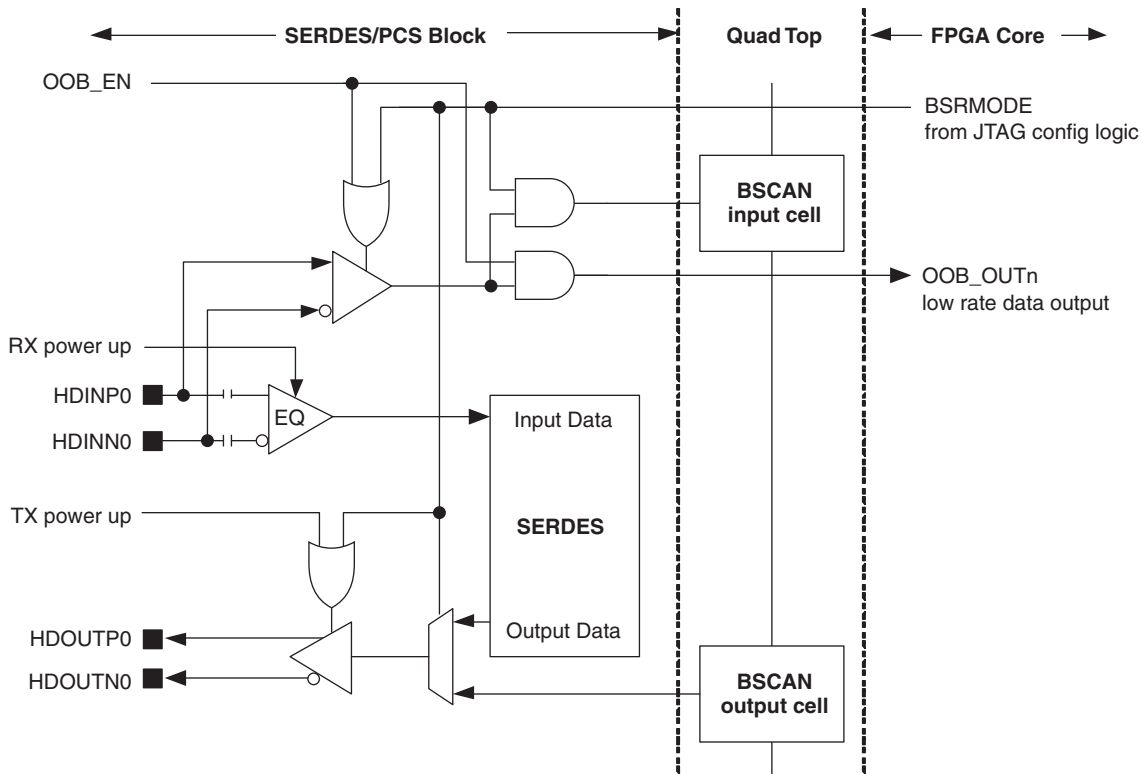 SERDES/PCS Block
Quad Top
FPGA Core
OOB_EN
BSRMODE
from JTAG config logic
BSCAN
input cell
OOB_OUTn
low rate data output
RX power up
HDINP0
EQ
HDINN0
Input Data
TX power up
SERDES
Output Data
HDOUTP0
HDOUTN0
BSCAN
output cell